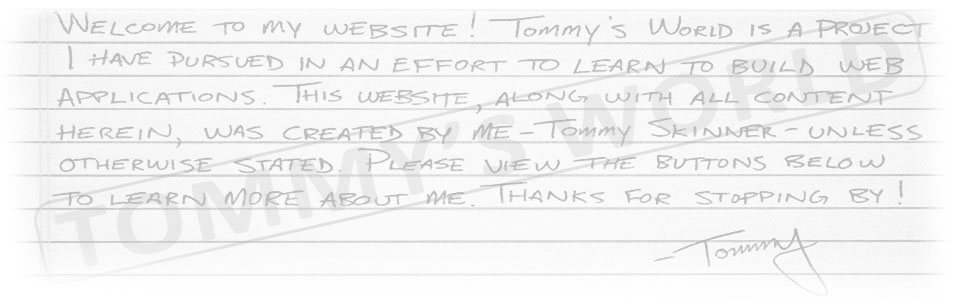 WELCOME TO MY WEBSITE! TOMMY'S WORLD IS A PROJECT
I HAVE PURSUED IN AN EFFORT TO LEARN TO BUILD WEB
APPLICATIONS. THIS WEBSITE, ALONG WITH ALL CONTENT
HEREIN, WAS CREATED BY ME - TOMMY SKINNER - UNLESS
OTHERWISE STATED. PLEASE VIEW THE BUTTONS BELOW
TO LEARN MORE ABOUT ME. THANKS FOR STOPPING BY!
-Tommy
TOMMY'S WORLD